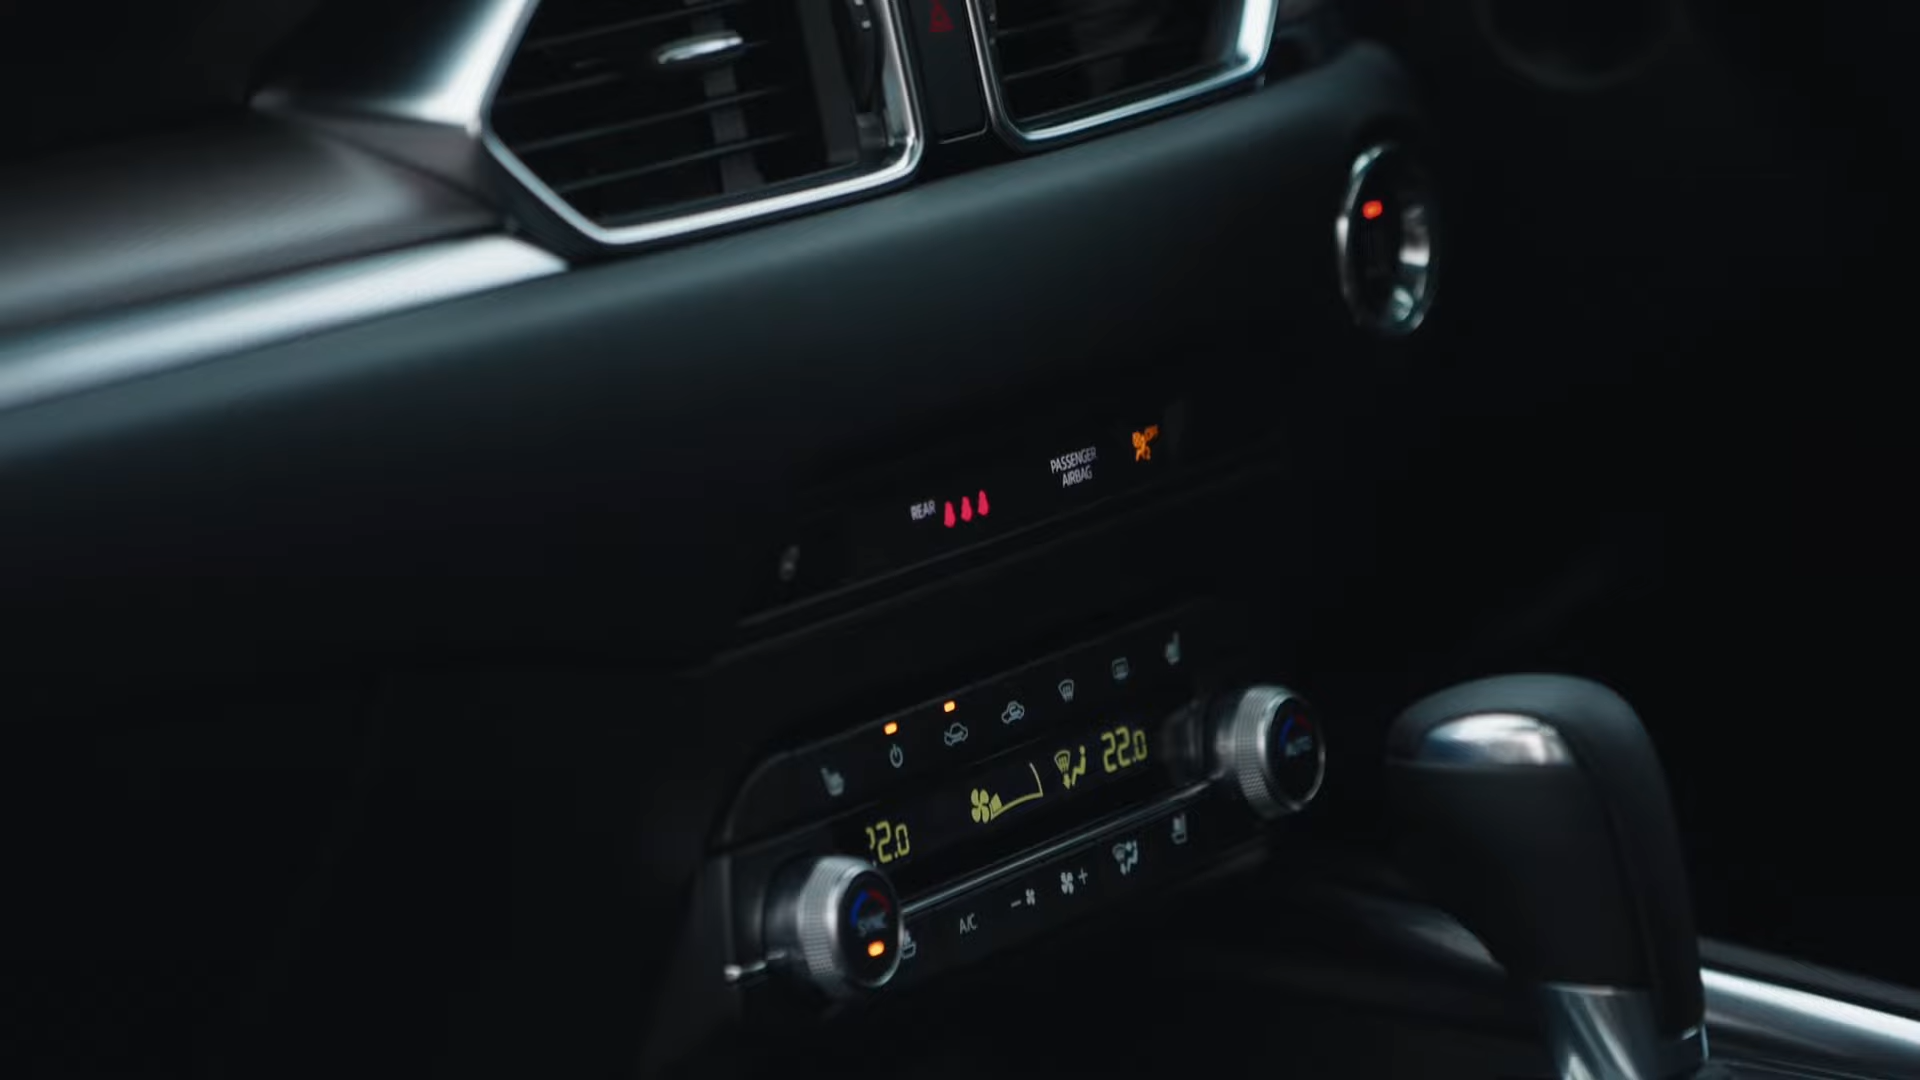 PASSENGER
AIRBAG
REAR
22.0
22.0
AUTO
SYNC
A/C
- +